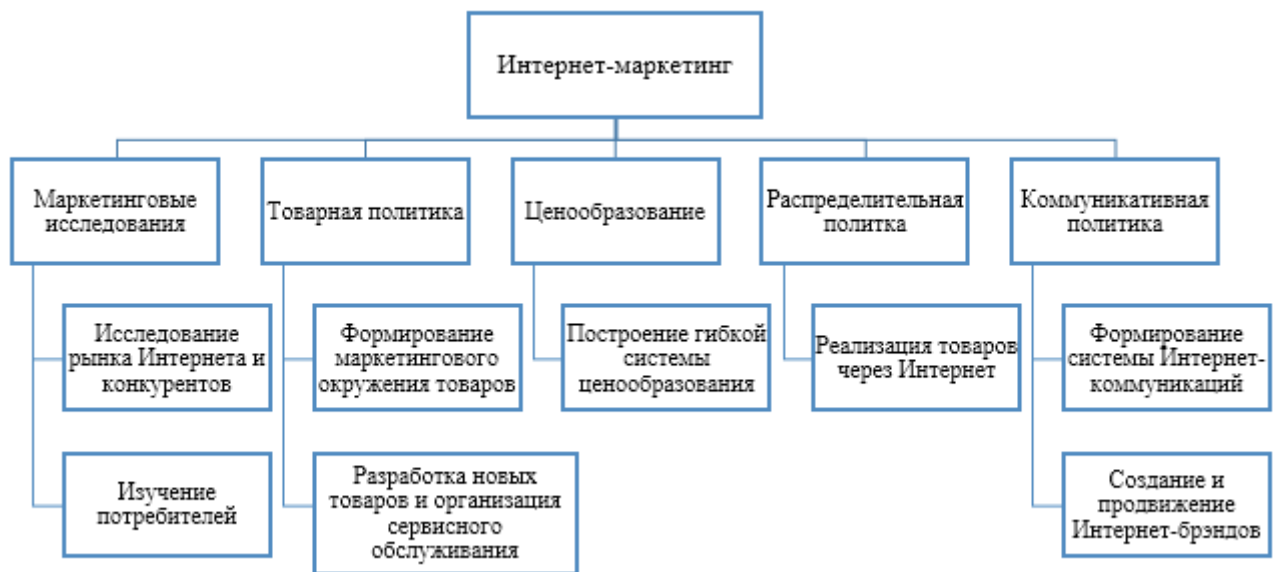 Интернет-маркетинг
Маркетинговые
исследования
Товарная политика
Ценообразование
Распределительная
политка
Коммуникативная
политика
Исследование
рынка Интернета и
конкурентов
Формирование
маркетингового
окружения товаров
Построение гибкой
системы
ценообразования
Реализация товаров
через Интернет
Формирование
системы Интернет-
коммуникаций
Изучение
потребителей
Разработка новых
товаров и организация
сервисного
обслуживания
Создание и
продвижение
Интернет-брэндов